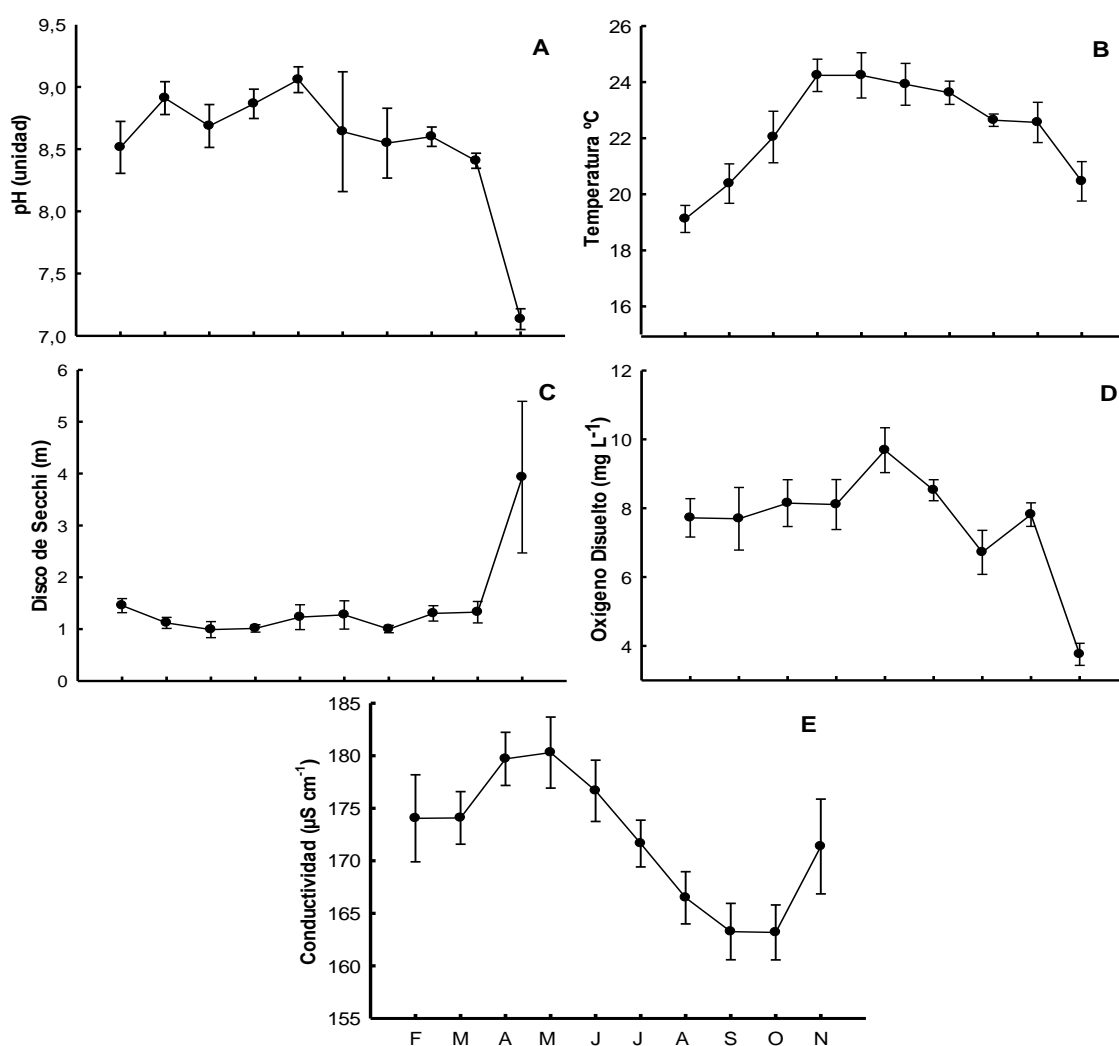 A
pH (unidad)
9,5
9,0
8,5
8,0
7,5
7,0
B
Temperatura ºC
26
24
22
20
18
16
C
Disco de Secchi (m)
6
5
4
3
2
1
0
D
Oxígeno Disuelto (mg L-1)
12
10
8
6
4
E
Conductividad (µS cm-1)
185
180
175
170
165
160
155
F M A M J J A S O N